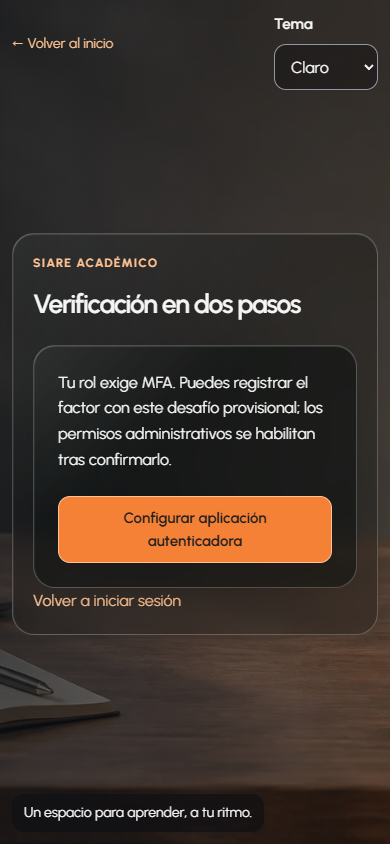 Tema
← Volver al inicio
Claro
SIARE ACADÉMICO
Verificación en dos pasos
Tu rol exige MFA. Puedes registrar el
factor con este desafío provisional; los
permisos administrativos se habilitan
tras confirmarlo.
Configurar aplicación
autenticadora
Volver a iniciar sesión
Un espacio para aprender, a tu ritmo.